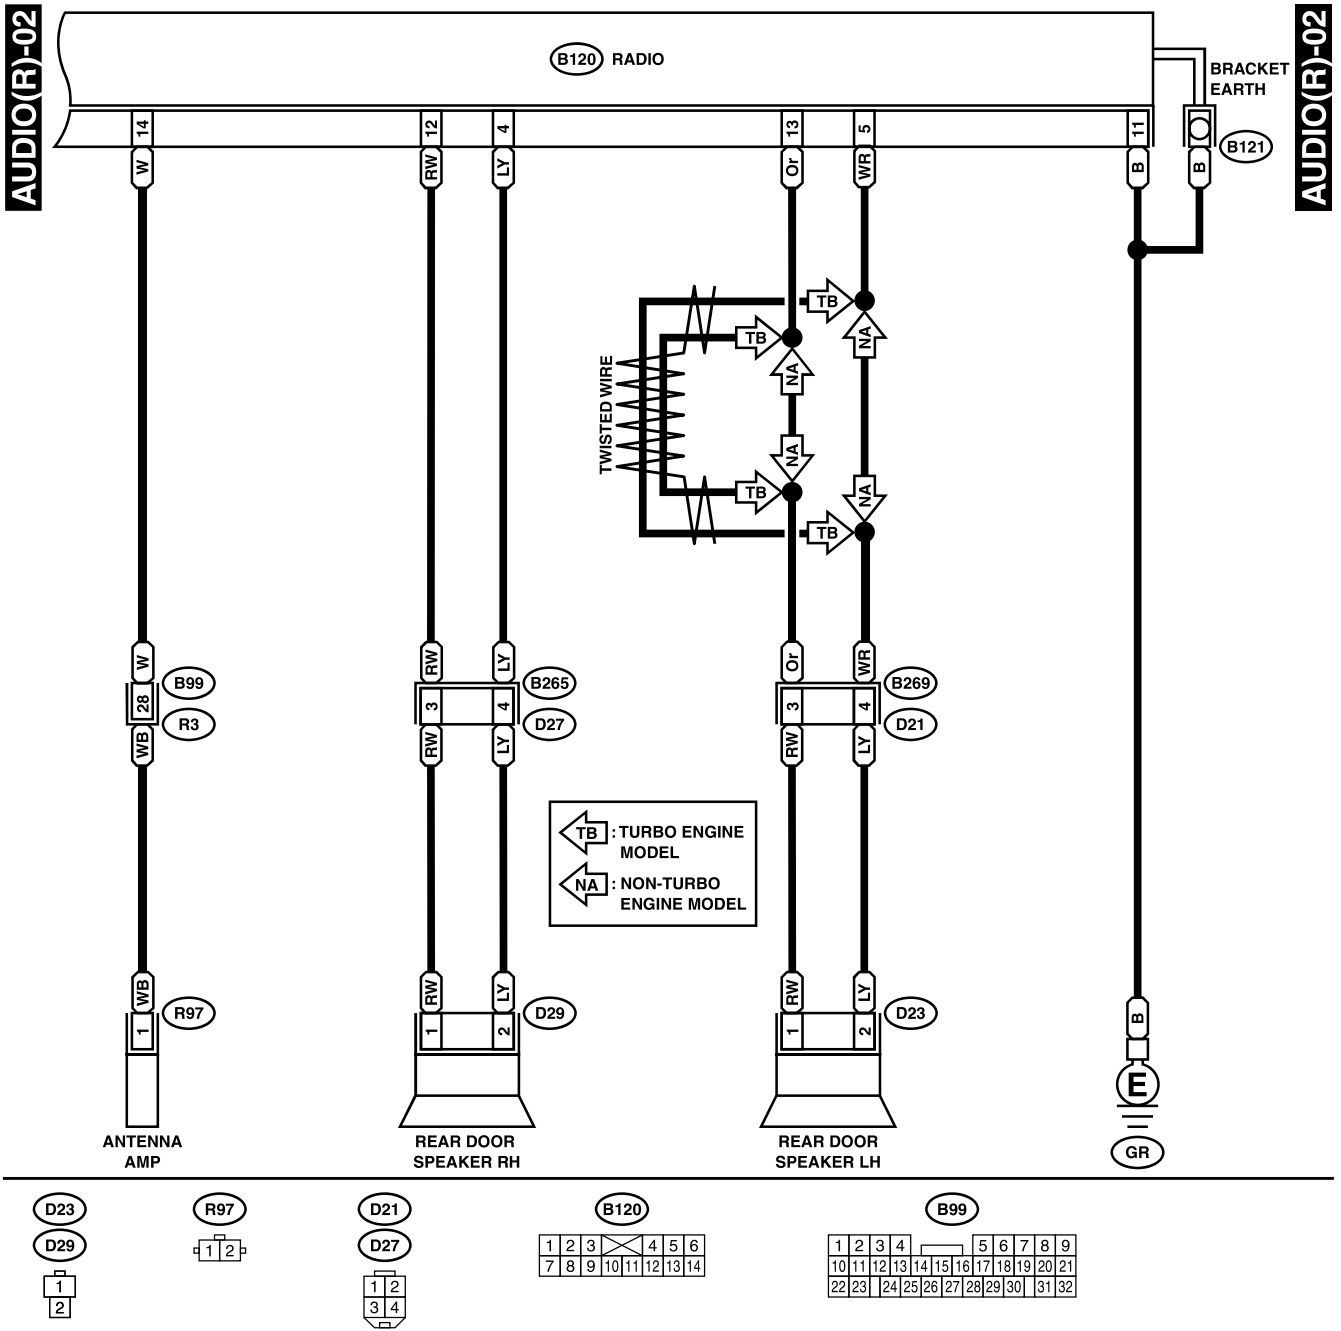 AUDIO(R)-02
AUDIO(R)-02
B120 RADIO
BRACKET
EARTH
B121
14
12
4
13
5
11
W
RW
LY
Or
WR
B
B
TB
TB
NA
NA
TWISTED WIRE
NA
NA
TB
TB
W
RW
LY
Or
WR
B99
B265
B269
28
3
4
3
4
R3
D27
D21
WB
RW
LY
RW
LY
TB : TURBO ENGINE
MODEL
NA : NON-TURBO
ENGINE MODEL
WB
RW
LY
RW
LY
B
R97
D29
D23
1
1
2
1
2
E
GR
ANTENNA
AMP
REAR DOOR
SPEAKER RH
REAR DOOR
SPEAKER LH
D23
D29
1
2
R97
1 2
D21
D27
1 2
3 4
B120
1 2 3 4 5 6
7 8 9 10 11 12 13 14
B99
1 2 3 4 5 6 7 8 9
10 11 12 13 14 15 16 17 18 19 20 21
22 23 24 25 26 27 28 29 30 31 32